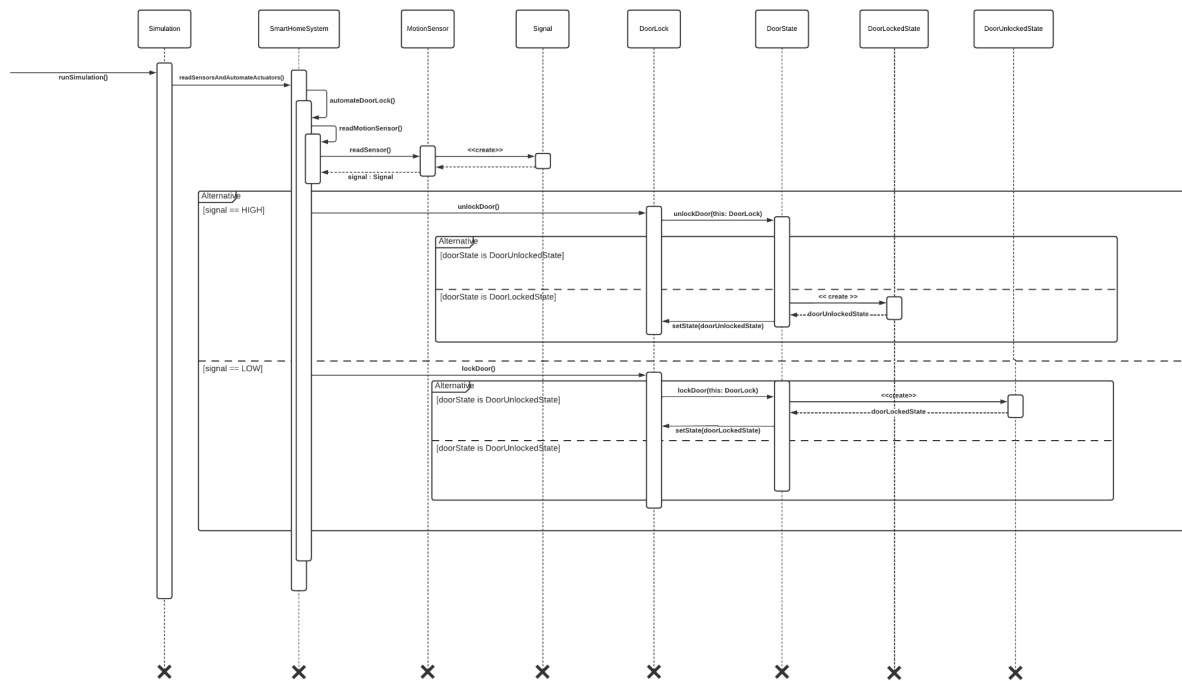 Simulation
SmartHomeSystem
MotionSensor
Signal
DoorLock
DoorState
DoorLockedState
DoorUnlockedState
runSimulation()
readSensorsAndAutomateActuators()
automateDoorLock()
readMotionSensor()
readSensor()
<<create>>
signal : Signal
Alternative
[signal == HIGH]
unlockDoor()
unlockDoor(this: DoorLock)
Alternative
[doorState is DoorUnlockedState]
[doorState is DoorLockedState]
<< create >>
doorUnlockedState
setState(doorUnlockedState)
[signal == LOW]
lockDoor()
Alternative
lockDoor(this: DoorLock)
<<create>>
[doorState is DoorUnlockedState]
doorLockedState
setState(doorLockedState)
[doorState is DoorUnlockedState]